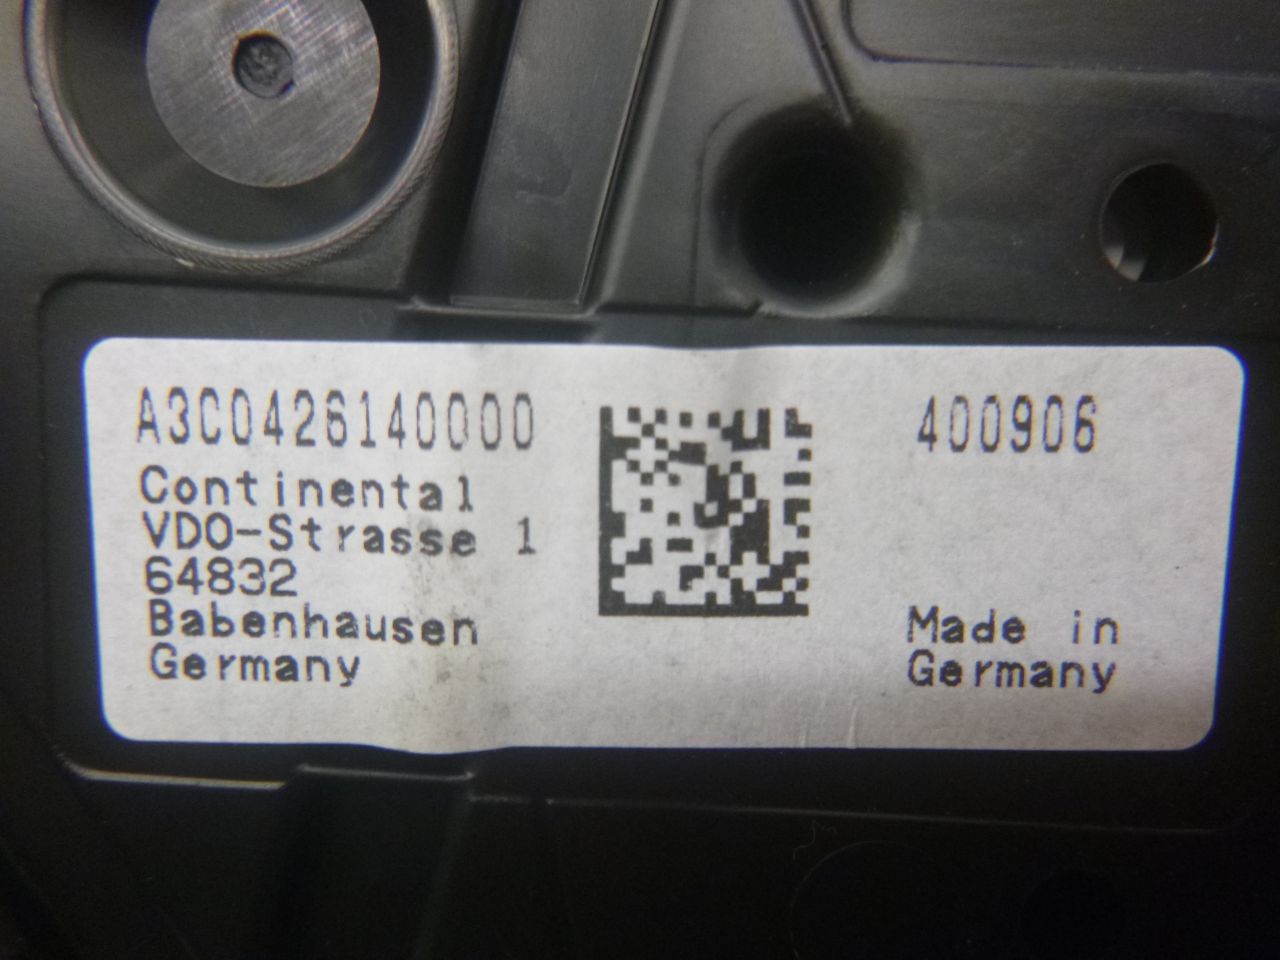 A3C0426140000
Continental
VDO-Strasse 1
64832
Babenhausen
Germany
400906
Made in
Germany